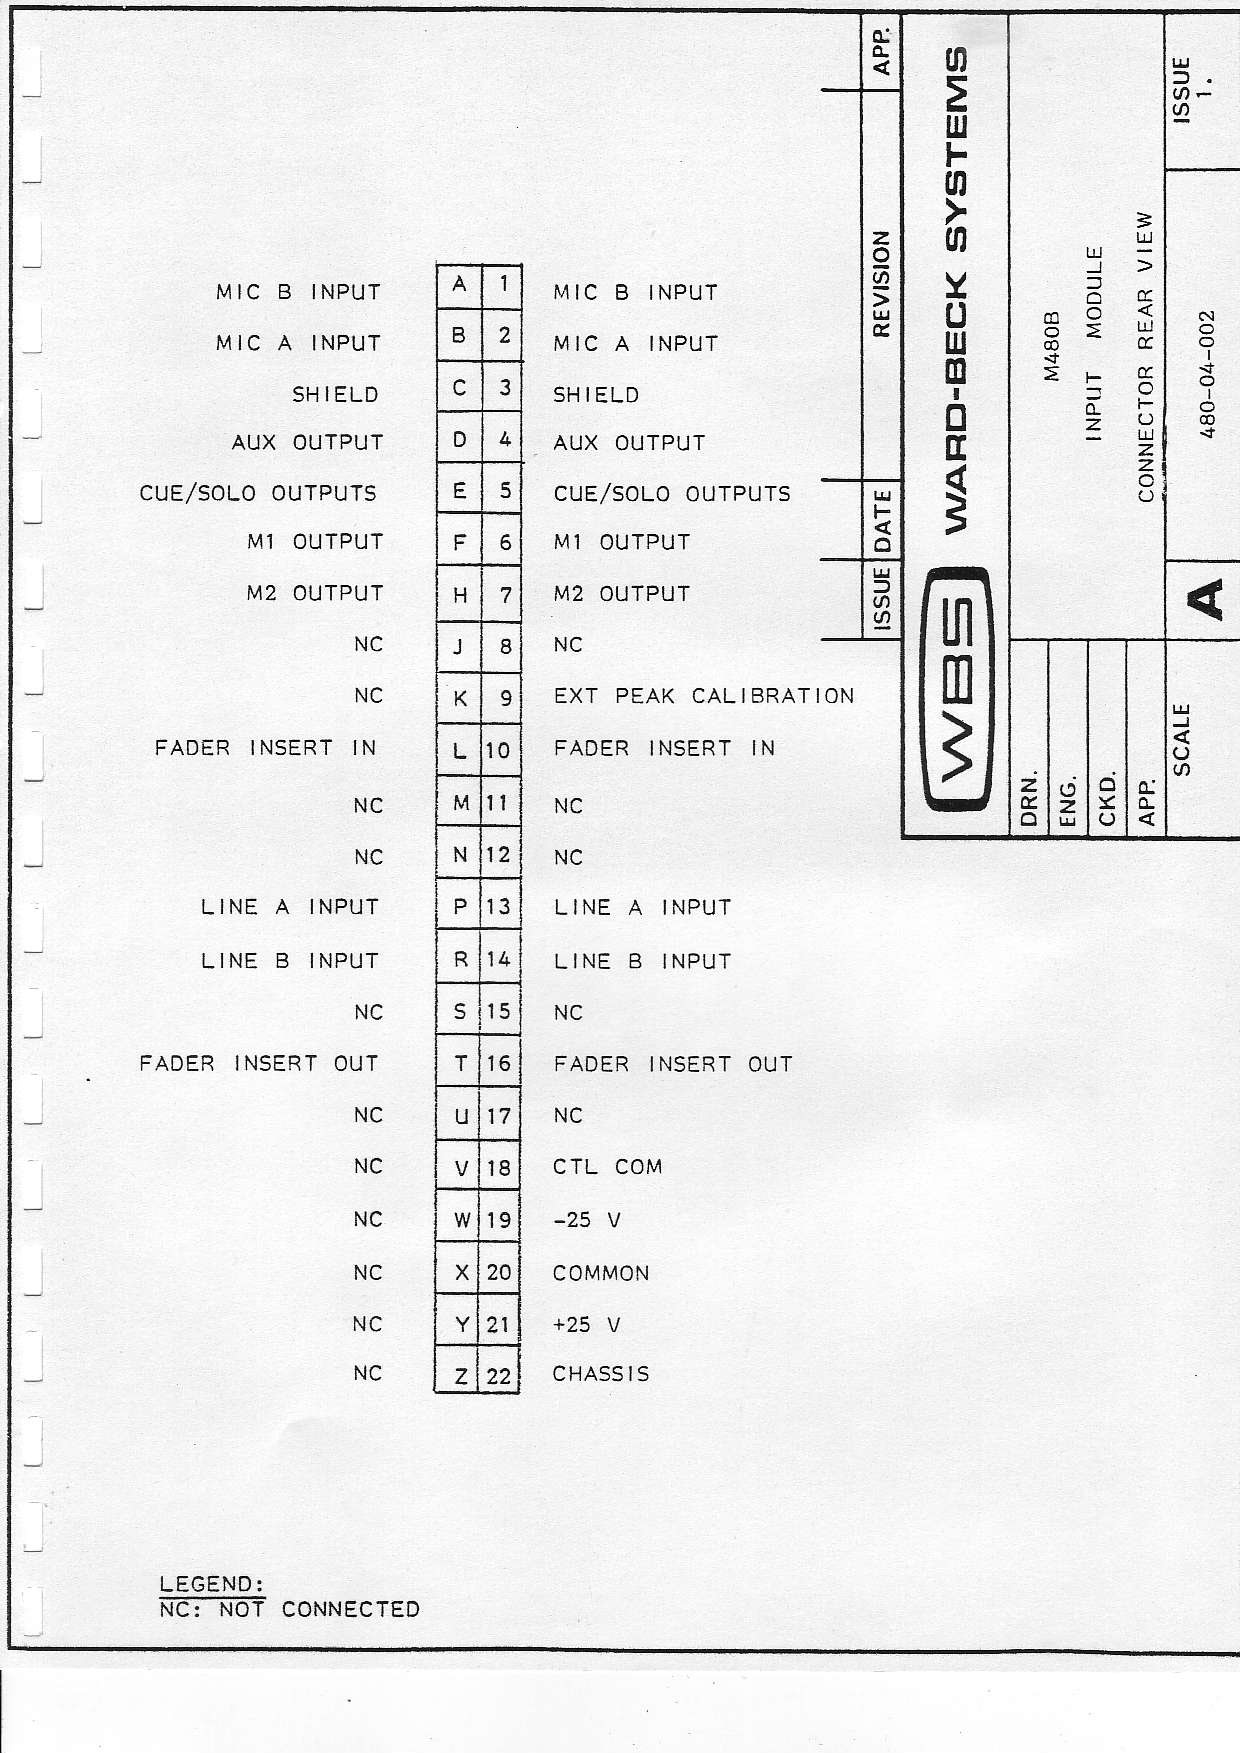 MIC B INPUT A 1 MIC B INPUT
MIC A INPUT B 2 MIC A INPUT
SHIELD C 3 SHIELD
AUX OUTPUT D 4 AUX OUTPUT
CUE/SOLO OUTPUTS E 5 CUE/SOLO OUTPUTS
M1 OUTPUT F 6 M1 OUTPUT
M2 OUTPUT H 7 M2 OUTPUT
NC J 8 NC
NC K 9 EXT PEAK CALIBRATION
FADER INSERT IN L 10 FADER INSERT IN
NC M 11 NC
NC N 12 NC
LINE A INPUT P 13 LINE A INPUT
LINE B INPUT R 14 LINE B INPUT
NC S 15 NC
FADER INSERT OUT T 16 FADER INSERT OUT
NC U 17 NC
NC V 18 CTL COM
NC W 19 -25 V
NC X 20 COMMON
NC Y 21 +25 V
NC Z 22 CHASSIS
LEGEND:
NC: NOT CONNECTED
ISSUE DATE REVISION APP.
WBS WARD-BECK SYSTEMS
DRN.
ENG.
CKD.
APP.
M480B
INPUT MODULE
CONNECTOR REAR VIEW
SCALE
A
480-04-002
ISSUE
1.